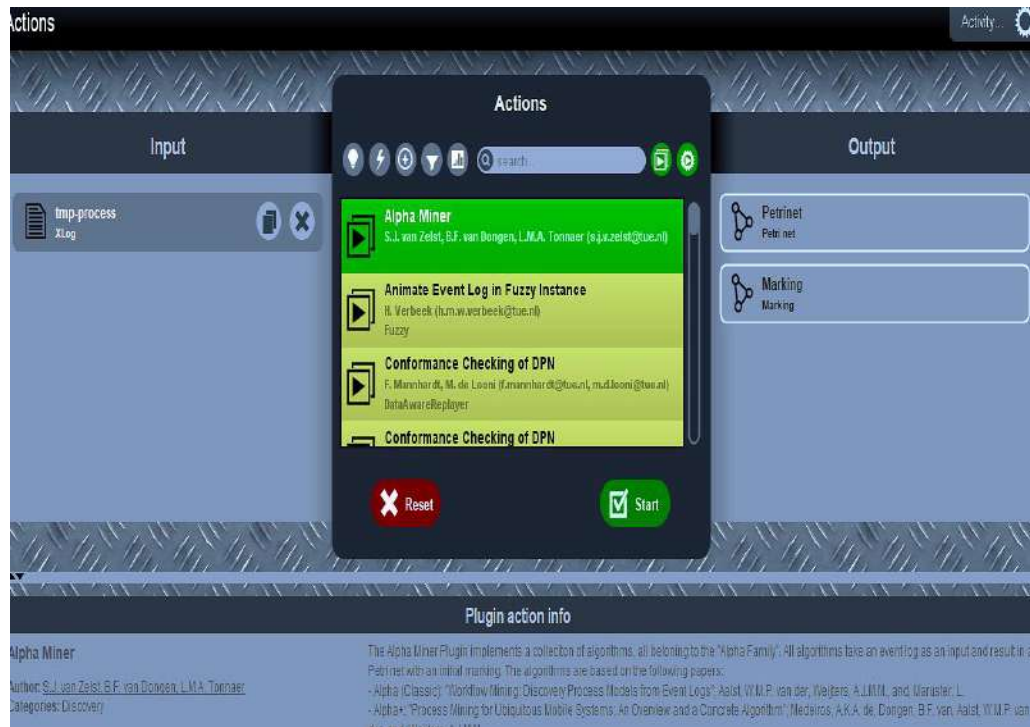 Actions
Activity...
Actions
Input
Output
search...
tmp-process
XLog
Alpha Miner
S.J. van Zelst, B.F. van Dongen, L.M.A. Tonnaer (s.j.v.zelst@tue.nl)
Animate Event Log in Fuzzy Instance
H. Verbeek (h.m.w.verbeek@tue.nl)
Fuzzy
Conformance Checking of DPN
F. Mannhardt, M. de Leoni (f.mannhardt@tue.nl, m.d.leoni@tue.nl)
DataAwareReplayer
Conformance Checking of DPN
Petrinet
Petri net
Marking
Marking
Reset
Start
Plugin action info
Alpha Miner
Author: S.J. van Zelst, B.F. van Dongen, L.M.A. Tonnaer
Categories: Discovery
The Alpha Miner Plugin implements a colleciton of algorithms, all beloning to the "Alpha Family". All algorithms take an event log as an input and result in a
Petri net with an initial marking. The algorithms are based on the following papers:
- Alpha (Classic): "Workflow Mining: Discovery Process Models from Event Logs"; Aalst, W.M.P. van der, Weijters, A.J.M.M., and Maruster, L.
- Alpha+: "Process Mining for Ubiquitous Mobile Systems: An Overview and a Concrete Algorithm"; Medeiros, A.K.A. de, Dongen, B.F. van, Aalst, W.M.P. van